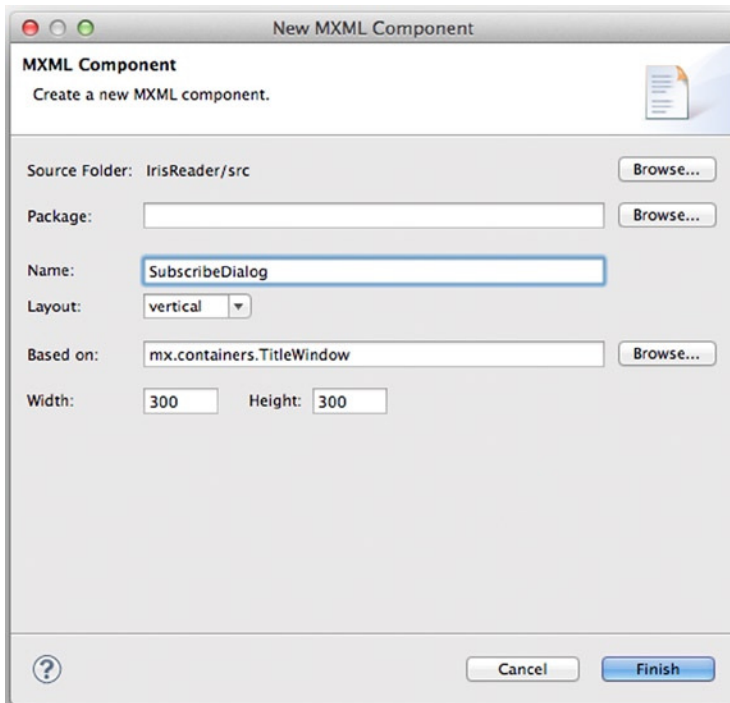 New MXML Component
MXML Component
Create a new MXML component.
Source Folder: IrisReader/src Browse...
Package: Browse...
Name: SubscribeDialog
Layout: vertical
Based on: mx.containers.TitleWindow Browse...
Width: 300 Height: 300
? Cancel Finish